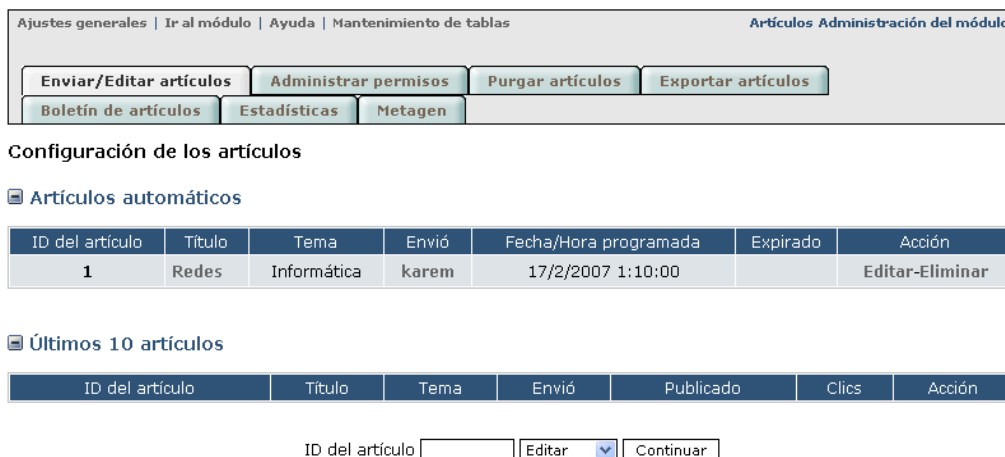 Ajustes generales | Ir al módulo | Ayuda | Mantenimiento de tablas Artículos Administración del módulo
Enviar/Editar artículos Administrar permisos Purgar artículos Exportar artículos
Boletín de artículos Estadísticas Metagen
Configuración de los artículos
Artículos automáticos
ID del artículo Título Tema Envió Fecha/Hora programada Expirado Acción
1 Redes Informática karem 17/2/2007 1:10:00 Editar-Eliminar
Últimos 10 artículos
ID del artículo Título Tema Envió Publicado Clics Acción
ID del artículo Editar Continuar